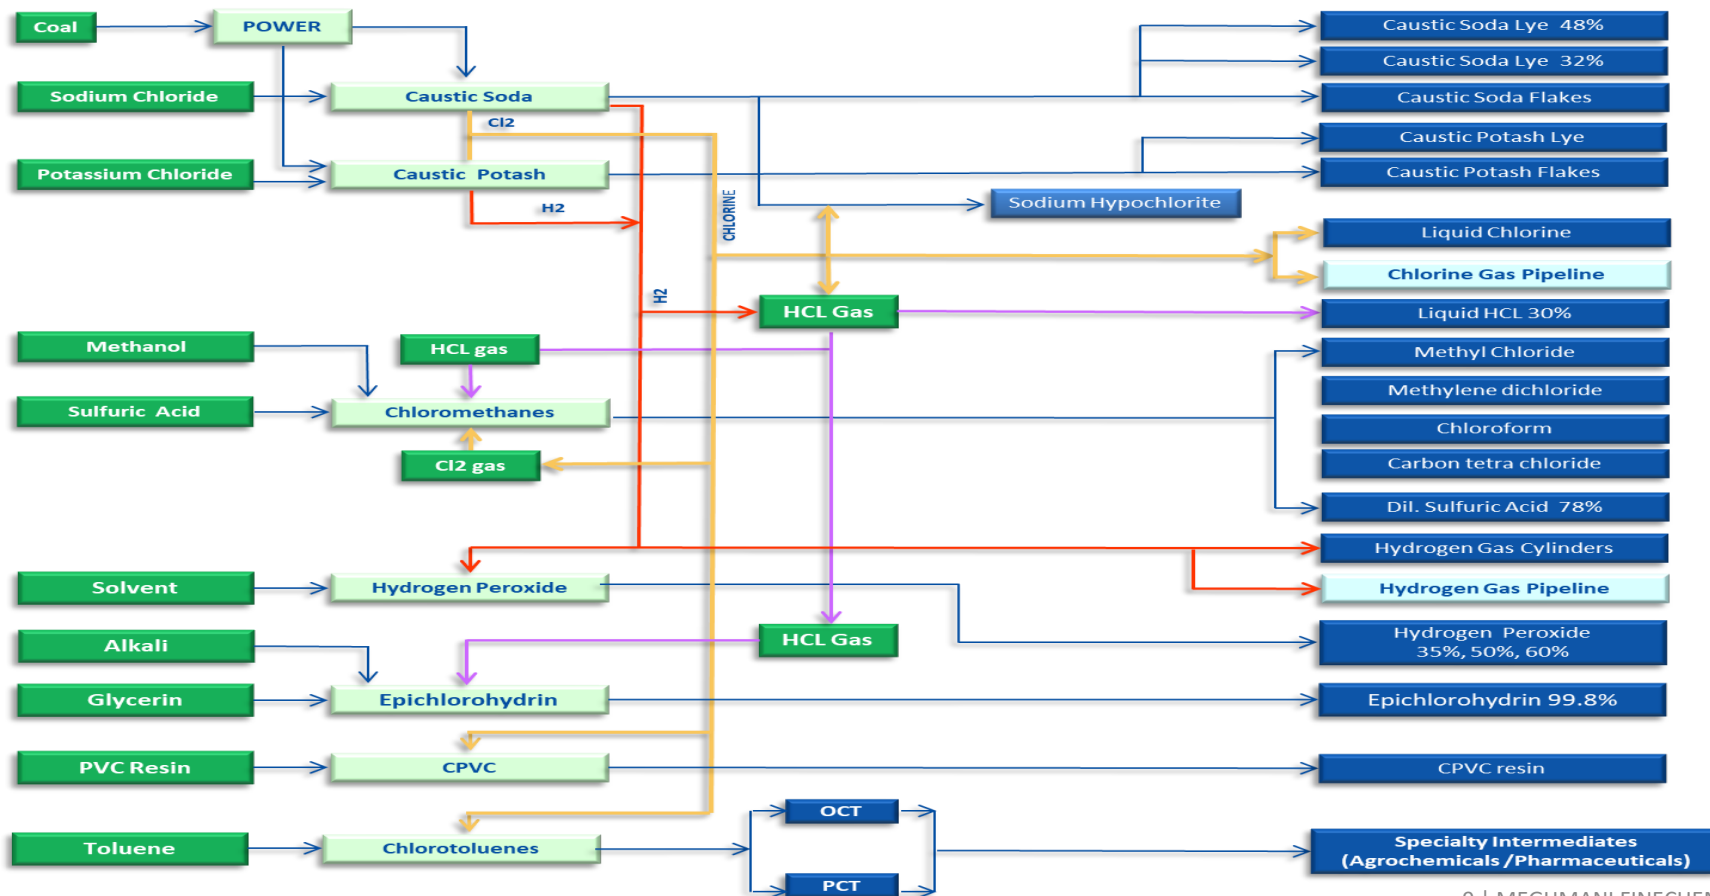 Coal
POWER
Caustic Soda Lye 48%
Caustic Soda Lye 32%
Sodium Chloride
Caustic Soda
Caustic Soda Flakes
Cl2
Caustic Potash Lye
Potassium Chloride
Caustic Potash
Caustic Potash Flakes
H2
CHLORINE
Sodium Hypochlorite
Liquid Chlorine
Chlorine Gas Pipeline
H2
HCL Gas
Liquid HCL 30%
Methanol
HCL gas
Methyl Chloride
Methylene dichloride
Sulfuric Acid
Chloromethanes
Chloroform
Cl2 gas
Carbon tetra chloride
Dil. Sulfuric Acid 78%
Hydrogen Gas Cylinders
Solvent
Hydrogen Peroxide
Hydrogen Gas Pipeline
Alkali
HCL Gas
Hydrogen Peroxide
35%, 50%, 60%
Glycerin
Epichlorohydrin
Epichlorohydrin 99.8%
PVC Resin
CPVC
CPVC resin
OCT
Toluene
Chlorotoluenes
Specialty Intermediates
(Agrochemicals /Pharmaceuticals)
PCT